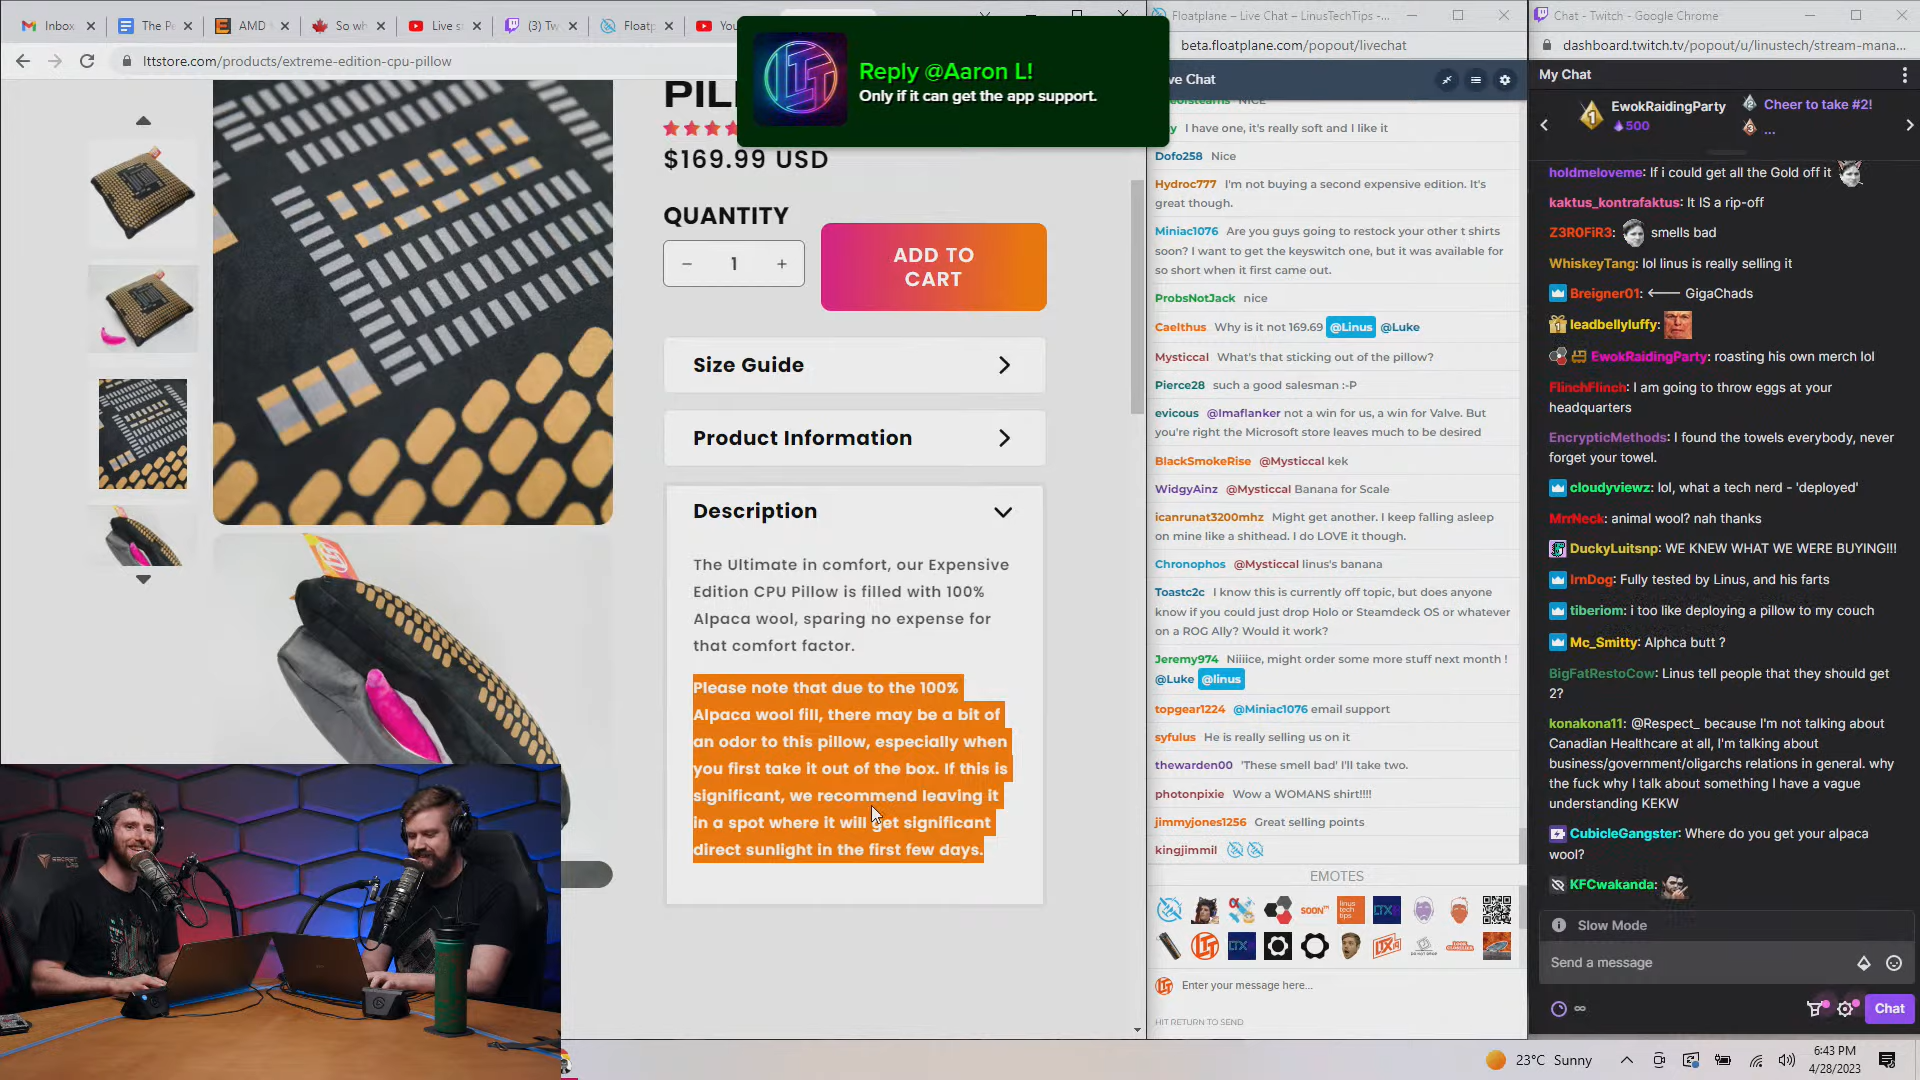 Inbox
The Pe
AMD
So wh
Live s
(3) Tw
Floatp
You
lttstore.com/products/extreme-edition-cpu-pillow
Reply @Aaron L!
Only if it can get the app support.
$169.99 USD
QUANTITY
− 1 +
ADD TO
CART
Size Guide
Product Information
Description
The Ultimate in comfort, our Expensive
Edition CPU Pillow is filled with 100%
Alpaca wool, sparing no expense for
that comfort factor.
Please note that due to the 100%
Alpaca wool fill, there may be a bit of
an odor to this pillow, especially when
you first take it out of the box. If this is
significant, we recommend leaving it
in a spot where it will get significant
direct sunlight in the first few days.
Floatplane – Live Chat – LinusTechTips - ...
beta.floatplane.com/popout/livechat
ve Chat
I have one, it's really soft and I like it
Dofo258 Nice
Hydroc777 I'm not buying a second expensive edition. It's
great though.
Miniac1076 Are you guys going to restock your other t shirts
soon? I want to get the keyswitch one, but it was available for
so short when it first came out.
ProbsNotJack nice
Caelthus Why is it not 169.69 @Linus @Luke
Mysticcal What's that sticking out of the pillow?
Pierce28 such a good salesman :-P
evicous @Imaflanker not a win for us, a win for Valve. But
you're right the Microsoft store leaves much to be desired
BlackSmokeRise @Mysticcal kek
WidgyAinz @Mysticcal Banana for Scale
icanrunat3200mhz Might get another. I keep falling asleep
on mine like a shithead. I do LOVE it though.
Chronophos @Mysticcal linus's banana
Toastc2c I know this is currently off topic, but does anyone
know if you could just drop Holo or Steamdeck OS or whatever
on a ROG Ally? Would it work?
Jeremy974 Niiiice, might order some more stuff next month !
@Luke @linus
topgear1224 @Miniac1076 email support
syfulus He is really selling us on it
thewarden00 'These smell bad' I'll take two.
photonpixie Wow a WOMANS shirt!!!!
jimmyjones1256 Great selling points
kingjimmil
EMOTES
SOON
linus
tech
tips
LTX
Enter your message here...
HIT RETURN TO SEND
Chat - Twitch - Google Chrome
dashboard.twitch.tv/popout/u/linustech/stream-mana...
My Chat
EwokRaidingParty
500
Cheer to take #2!
...
holdmeloveme: If i could get all the Gold off it
kaktus_kontrafaktus: It IS a rip-off
Z3R0FiR3: smells bad
WhiskeyTang: lol linus is really selling it
Breigner01: <--- GigaChads
leadbellyluffy:
EwokRaidingParty: roasting his own merch lol
FlinchFlinch: I am going to throw eggs at your
headquarters
EncrypticMethods: I found the towels everybody, never
forget your towel.
cloudyviewz: lol, what a tech nerd - 'deployed'
MrrNeck: animal wool? nah thanks
DuckyLuitsnp: WE KNEW WHAT WE WERE BUYING!!!
IrnDog: Fully tested by Linus, and his farts
tiberiom: i too like deploying a pillow to my couch
Mc_Smitty: Alphca butt ?
BigFatRestoCow: Linus tell people that they should get
2?
konakona11: @Respect_ because I'm not talking about
Canadian Healthcare at all, I'm talking about
business/government/oligarchs relations in general. why
the fuck why I talk about something I have a vague
understanding KEKW
CubicleGangster: Where do you get your alpaca
wool?
KFCwakanda:
Slow Mode
Send a message
Chat
23°C Sunny
6:43 PM
4/28/2023